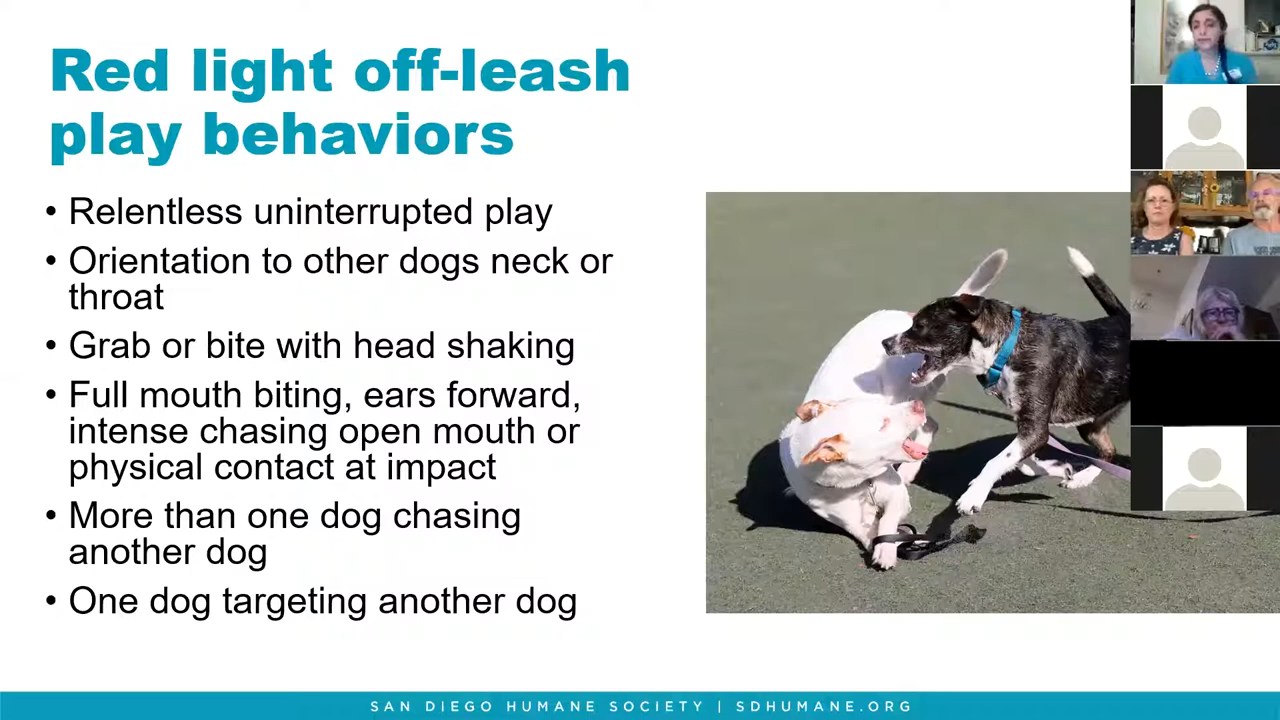 Red light off-leash
play behaviors
• Relentless uninterrupted play
• Orientation to other dogs neck or
throat
• Grab or bite with head shaking
• Full mouth biting, ears forward,
intense chasing open mouth or
physical contact at impact
• More than one dog chasing
another dog
• One dog targeting another dog
SAN DIEGO HUMANE SOCIETY | SDHUMANE.ORG